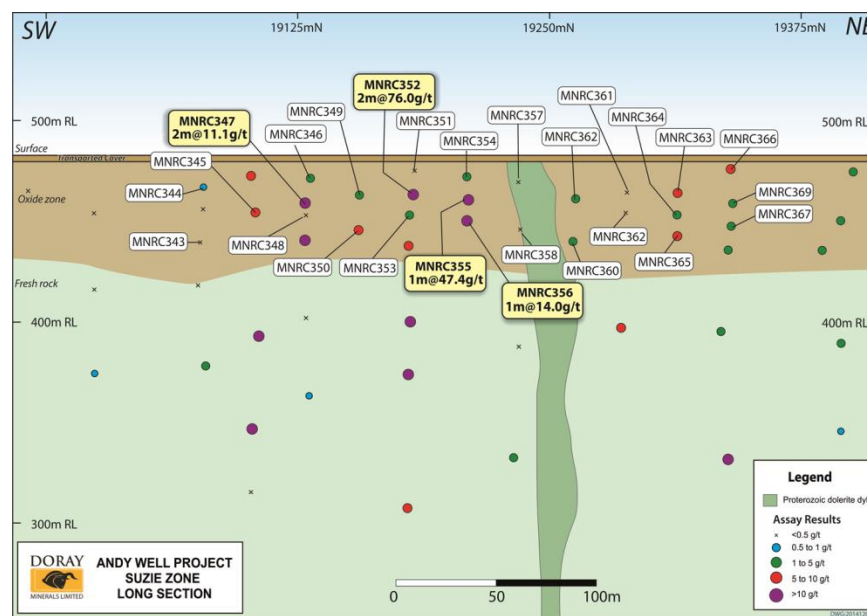 SW
19125mN
19250mN
19375mN
NE
500m RL
500m RL
MNRC352
2m@76.0g/t
MNRC347
2m@11.1g/t
MNRC349
MNRC346
MNRC351
MNRC354
MNRC357
MNRC361
MNRC364
MNRC362
MNRC363
MNRC366
Surface
Transported Cover
MNRC345
MNRC344
Oxide zone
MNRC369
MNRC367
MNRC343
MNRC348
MNRC350
MNRC353
MNRC355
1m@47.4g/t
MNRC358
MNRC360
MNRC362
MNRC365
MNRC356
1m@14.0g/t
Fresh rock
400m RL
400m RL
300m RL
Legend
Proterozoic dolerite dy
Assay Results
<0.5 g/t
0.5 to 1 g/t
1 to 5 g/t
5 to 10 g/t
>10 g/t
DORAY
MINERALS LIMITED
ANDY WELL PROJECT
SUZIE ZONE
LONG SECTION
0 50 100m